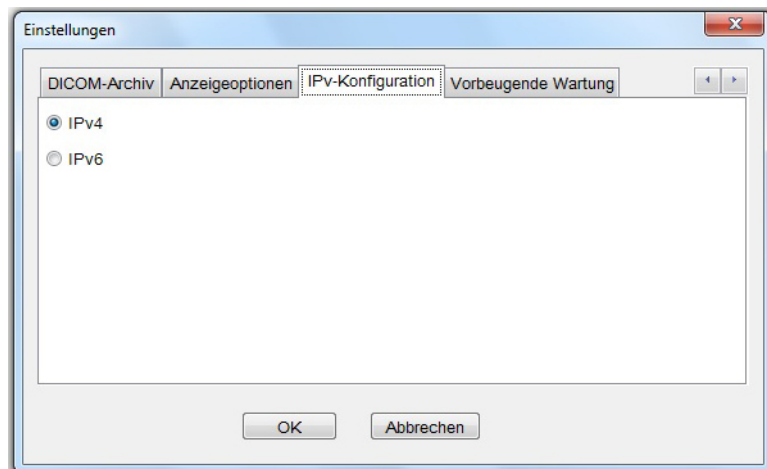 Einstellungen
DICOM-Archiv Anzeigeoptionen IPv-Konfiguration Vorbeugende Wartung
IPv4
IPv6
OK Abbrechen